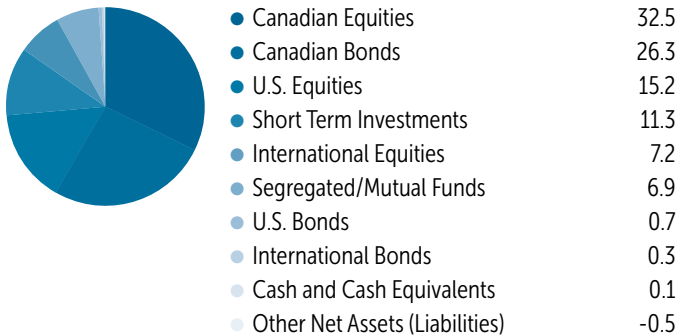 Canadian Equities 32.5
Canadian Bonds 26.3
U.S. Equities 15.2
Short Term Investments 11.3
International Equities 7.2
Segregated/Mutual Funds 6.9
U.S. Bonds 0.7
International Bonds 0.3
Cash and Cash Equivalents 0.1
Other Net Assets (Liabilities) -0.5